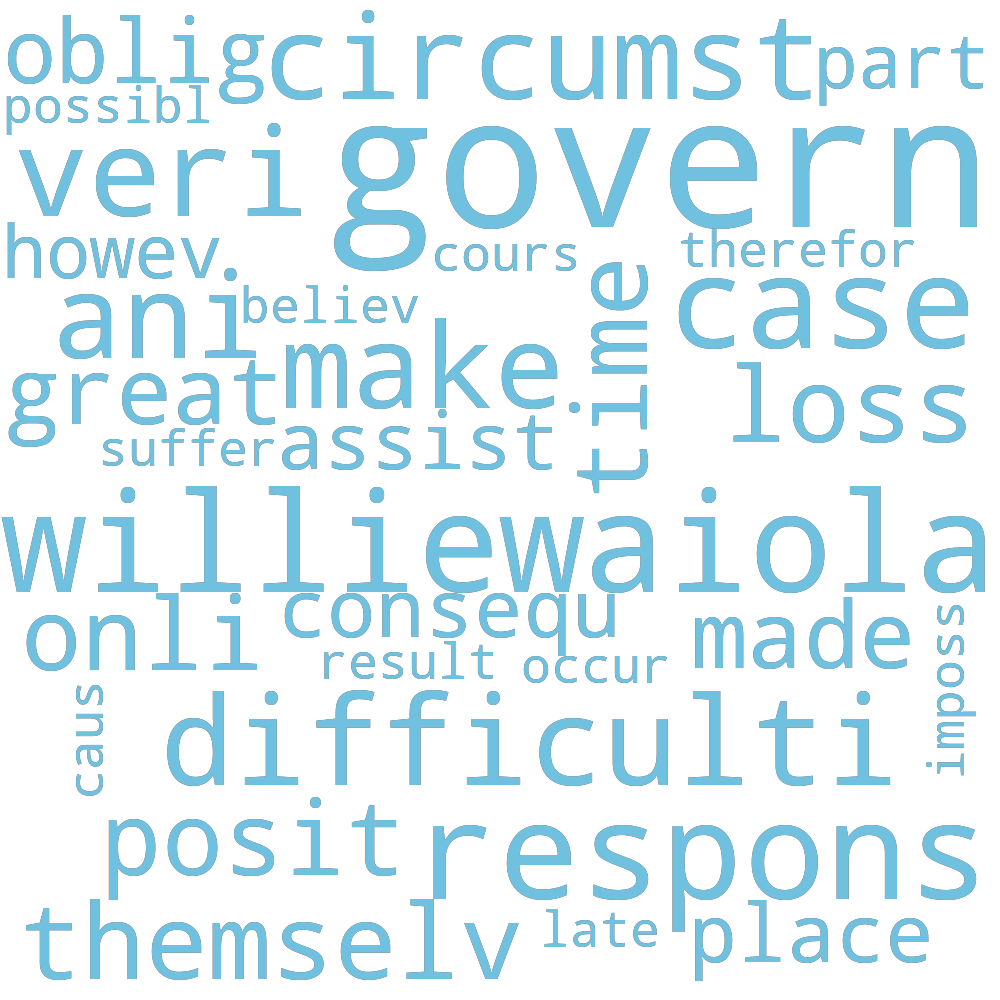 oblig circumst part
possibl
veri govern
howev cours therefor
ani believ time case
great make loss
suffer assist
williewaiola
onli consequ made imposs
result occur
caus difficulti
posit respons
themselv late place